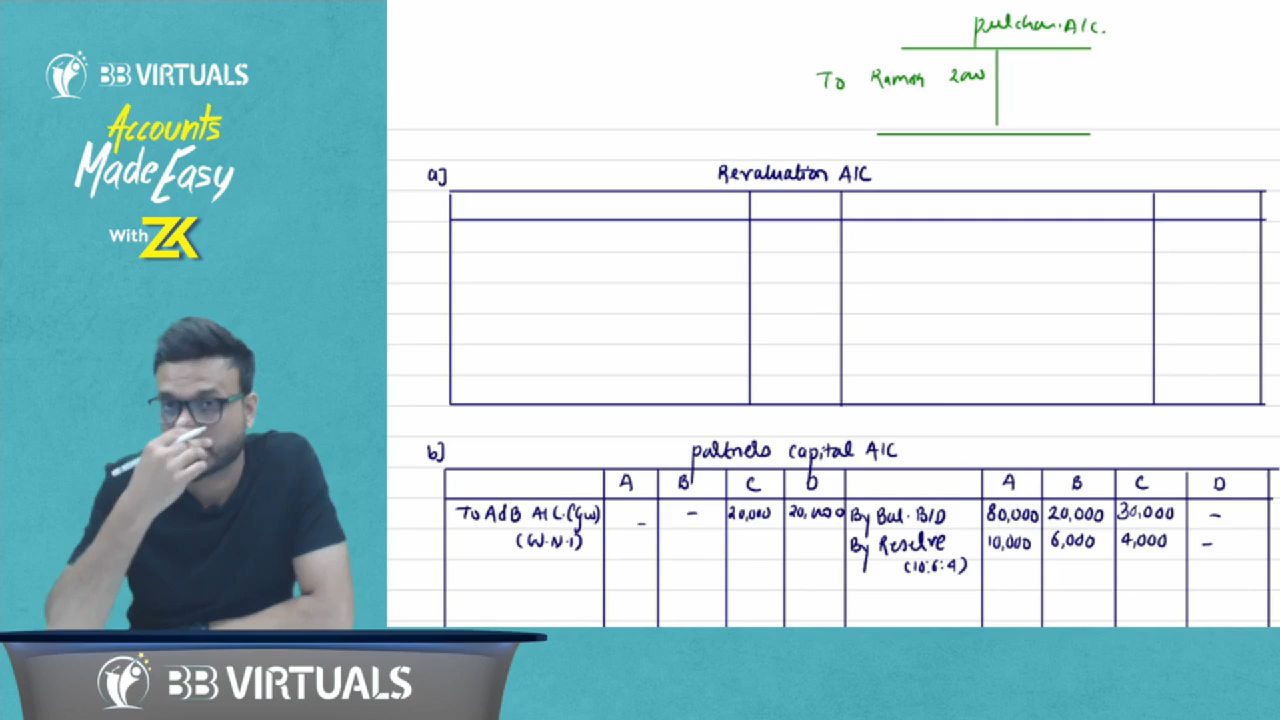 BB VIRTUALS
Accounts
Made Easy
With ZK
pulchar. A/C.
To Raman 200
a] Revaluation A/C
b] partners capital A/C
A B C D A B C D
To A&B A/C. (Gw) - - 20,000 20,000 By Bal. B/D 80,000 20,000 30,000 -
(W.N.1) By Reserve 10,000 6,000 4,000 -
(10:6:4)
BB VIRTUALS